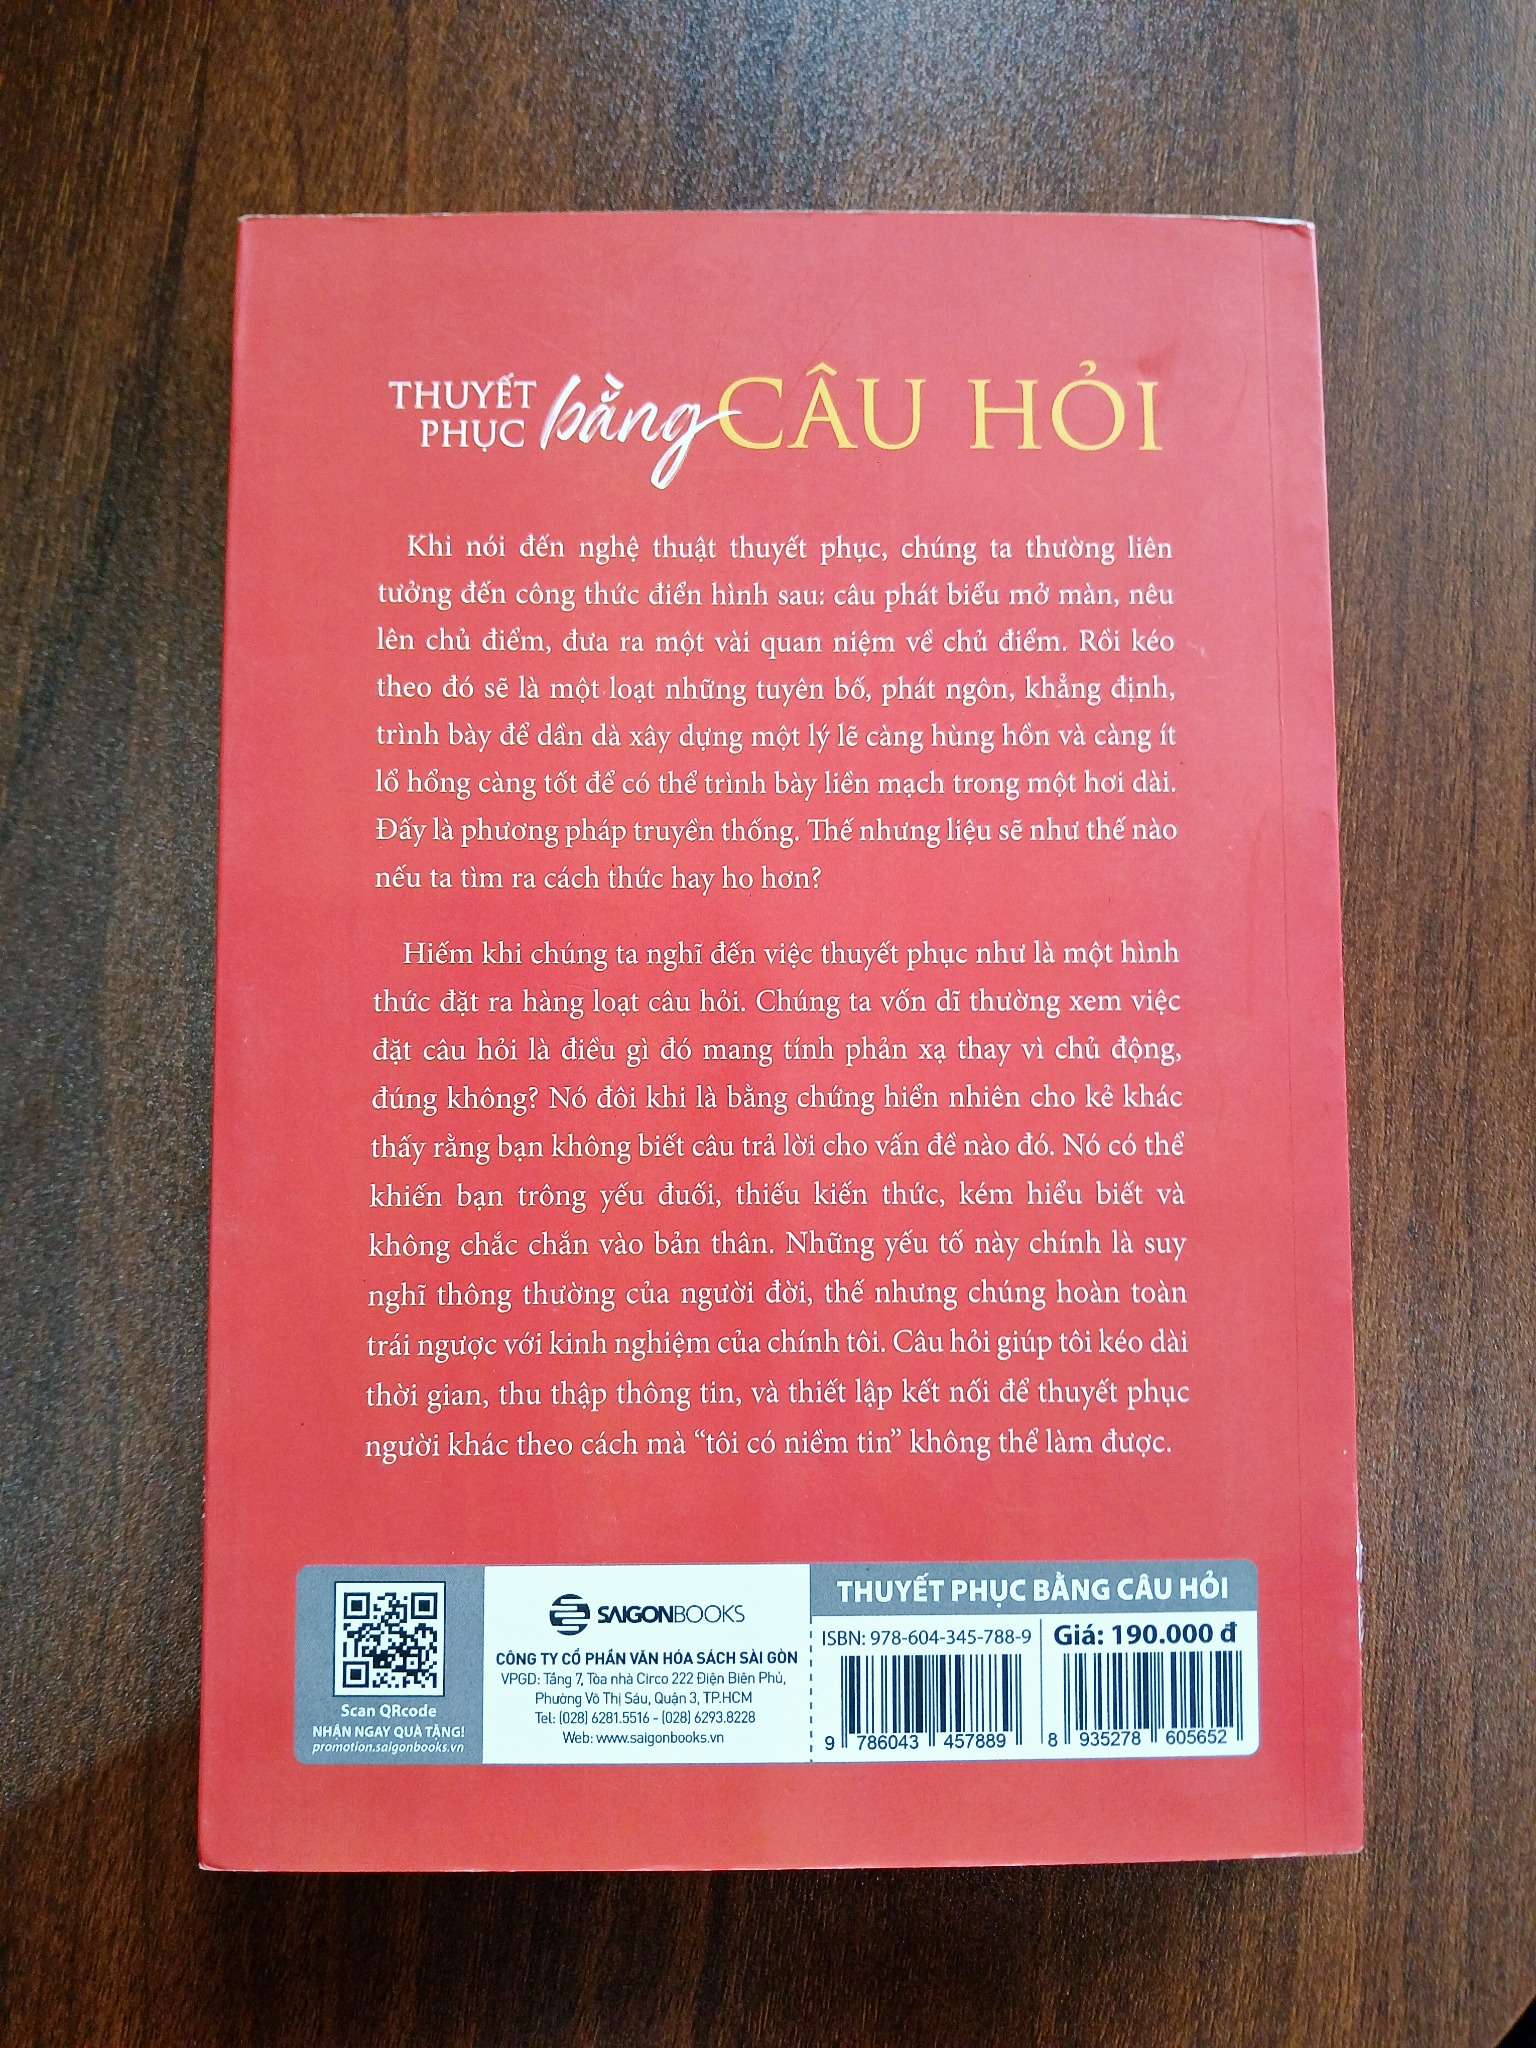 THUYẾT
PHỤC bằng CÂU HỎI
Khi nói đến nghệ thuật thuyết phục, chúng ta thường liên
tưởng đến công thức điển hình sau: câu phát biểu mở màn, nêu
lên chủ điểm, đưa ra một vài quan niệm về chủ điểm. Rồi kéo
theo đó sẽ là một loạt những tuyên bố, phát ngôn, khẳng định,
trình bày để dần dà xây dựng một lý lẽ càng hùng hồn và càng ít
lổ hổng càng tốt để có thể trình bày liền mạch trong một hơi dài.
Đấy là phương pháp truyền thống. Thế nhưng liệu sẽ như thế nào
nếu ta tìm ra cách thức hay ho hơn?
Hiếm khi chúng ta nghĩ đến việc thuyết phục như là một hình
thức đặt ra hàng loạt câu hỏi. Chúng ta vốn dĩ thường xem việc
đặt câu hỏi là điều gì đó mang tính phản xạ thay vì chủ động,
đúng không? Nó đôi khi là bằng chứng hiển nhiên cho kẻ khác
thấy rằng bạn không biết câu trả lời cho vấn đề nào đó. Nó có thể
khiến bạn trông yếu đuối, thiếu kiến thức, kém hiểu biết và
không chắc chắn vào bản thân. Những yếu tố này chính là suy
nghĩ thông thường của người đời, thế nhưng chúng hoàn toàn
trái ngược với kinh nghiệm của chính tôi. Câu hỏi giúp tôi kéo dài
thời gian, thu thập thông tin, và thiết lập kết nối để thuyết phục
người khác theo cách mà “tôi có niềm tin” không thể làm được.
Scan QRcode
NHẬN NGAY QUÀ TẶNG!
promotion.saigonbooks.vn
SAIGONBOOKS
CÔNG TY CỔ PHẦN VĂN HÓA SÁCH SÀI GÒN
VPGD: Tầng 7, Tòa nhà Circo 222 Điện Biên Phủ,
Phường Võ Thị Sáu, Quận 3, TP.HCM
Tel: (028) 6281.5516 - (028) 6293.8228
Web: www.saigonbooks.vn
THUYẾT PHỤC BẰNG CÂU HỎI
ISBN: 978-604-345-788-9
Giá: 190.000 đ
9 786043 457889
8 935278 605652